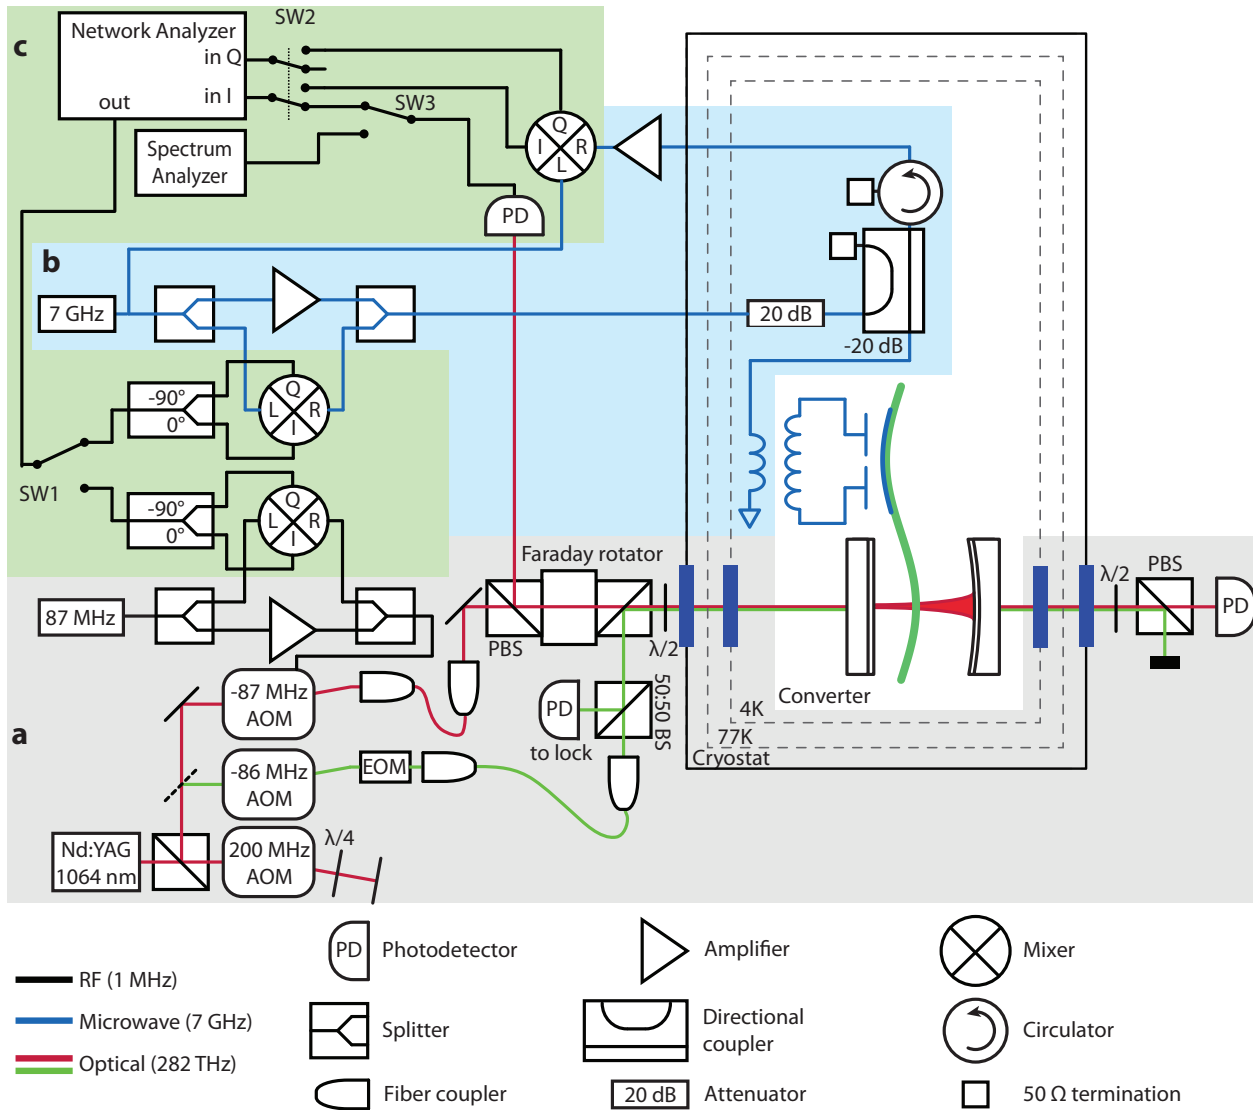 c
Network Analyzer
in Q
in I
out
SW2
SW3
Spectrum
Analyzer
Q
I
R
L
PD
b
7 GHz
20 dB
-20 dB
-90°
0°
Q
L
R
I
SW1
-90°
0°
Q
L
R
I
87 MHz
Faraday rotator
PBS
λ/2
λ/2
PBS
PD
50:50 BS
PD
to lock
Converter
4K
77K
Cryostat
a
-87 MHz
AOM
-86 MHz
AOM
EOM
Nd:YAG
1064 nm
200 MHz
AOM
λ/4
RF (1 MHz)
Microwave (7 GHz)
Optical (282 THz)
PD
Photodetector
Splitter
Fiber coupler
Amplifier
Directional
coupler
20 dB
Attenuator
Mixer
Circulator
50 Ω termination